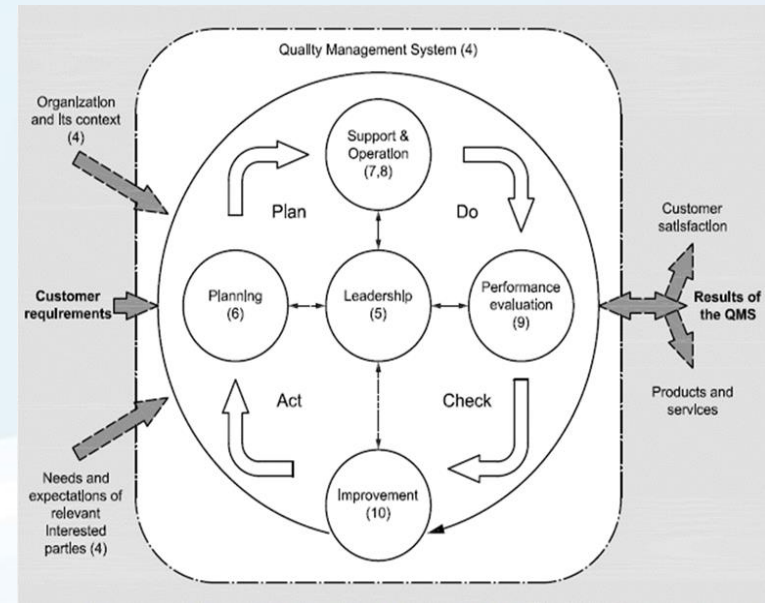 Quality Management System (4)
Organization
and its context
(4)
Support &
Operation
(7,8)
Plan
Do
Customer
satisfaction
Customer
requirements
Planning
(6)
Leadership
(5)
Performance
evaluation
(9)
Results of
the QMS
Act
Check
Products and
services
Needs and
expectations of
relevant
interested
parties (4)
Improvement
(10)